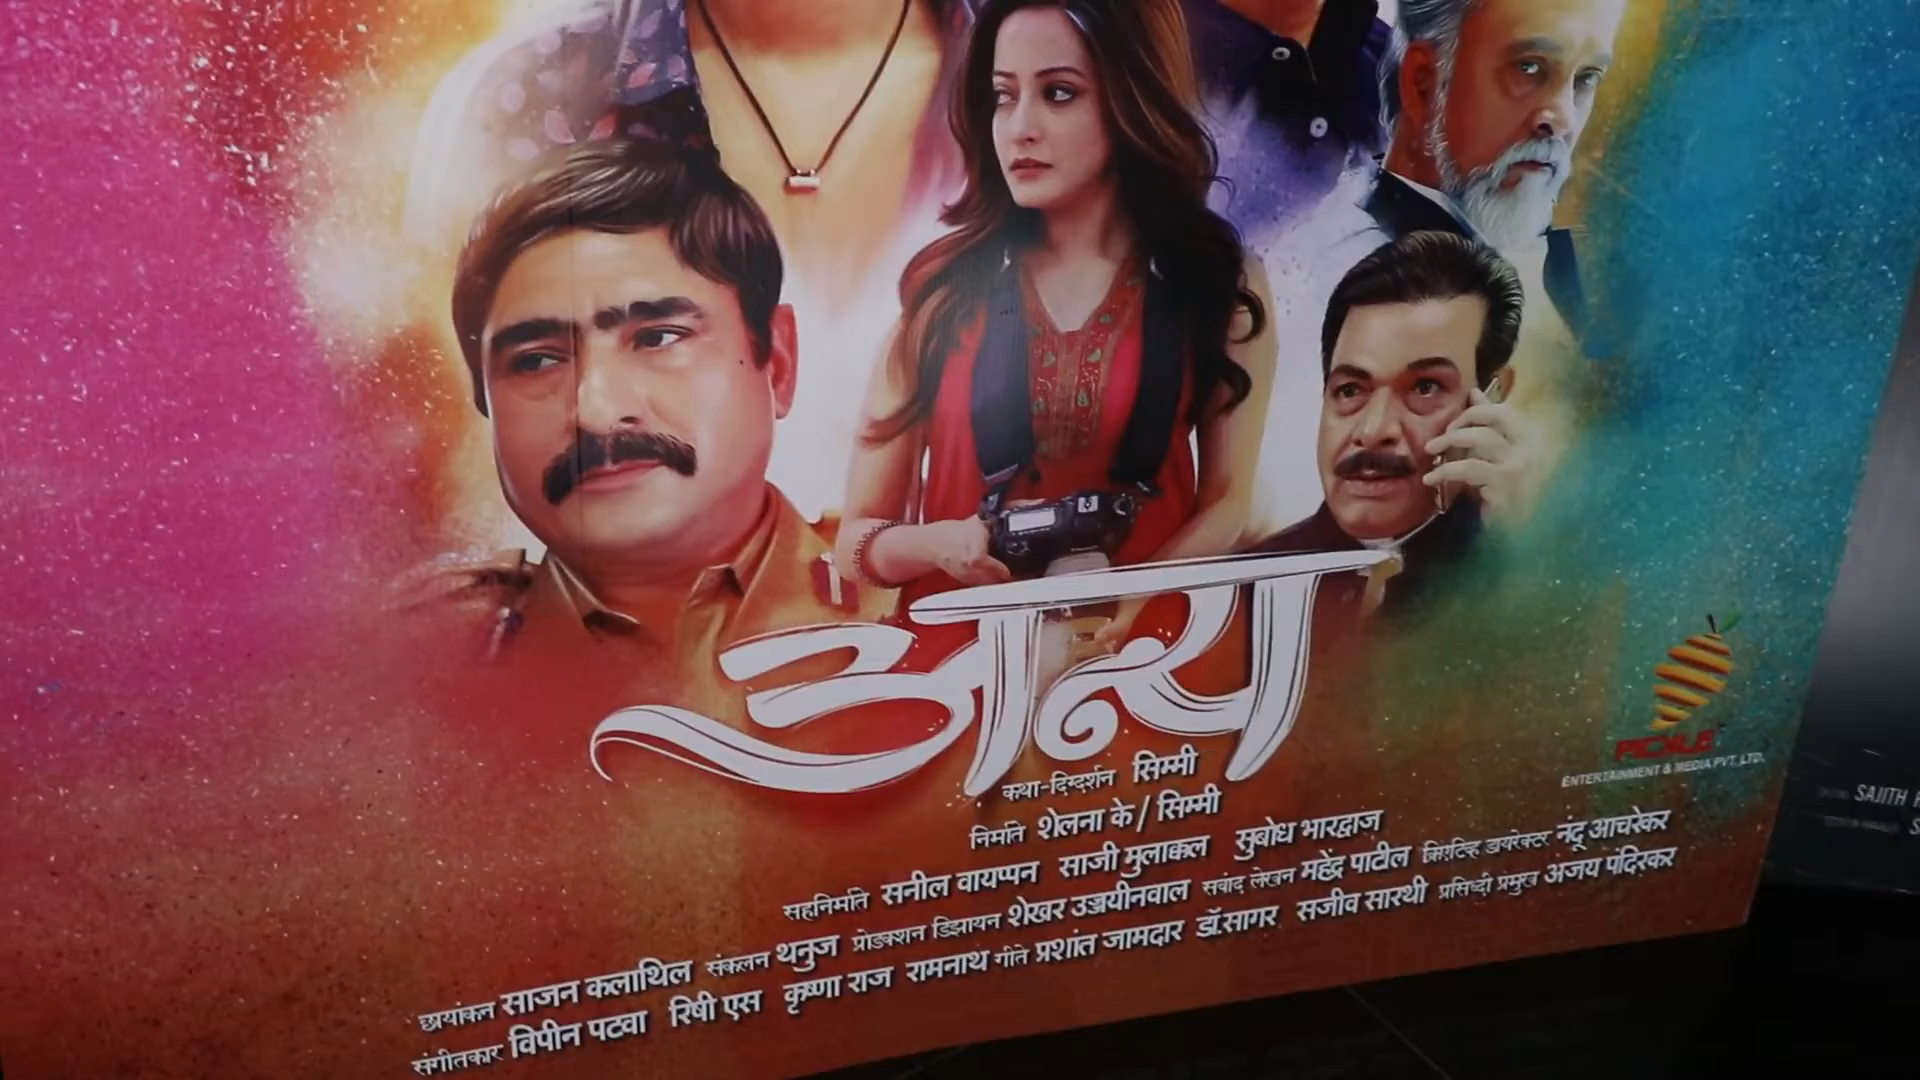 अन्य
कथा-दिग्दर्शन सिम्मी
निर्माते शेलना के / सिम्मी
सहनिर्माते सनील वायप्पन साजी मुलाक्कल सुबोध भारद्वाज
छायांकन साजन कलाथिल संकलन थनुज प्रोडक्शन डिझायन शेखर उज्जयीनवाल संवाद लेखन महेंद्र पाटील क्रिएटिव्ह डायरेक्टर नंदू आचरेकर
संगीतकार विपीन पटवा रिषी एस कृष्णा राज रामनाथ गीते प्रशांत जामदार डॉ.सागर सजीव सारथी प्रसिध्दी प्रमुख अजय पंदिरकर
PICKLE
ENTERTAINMENT & MEDIA PVT. LTD.
SAJITH